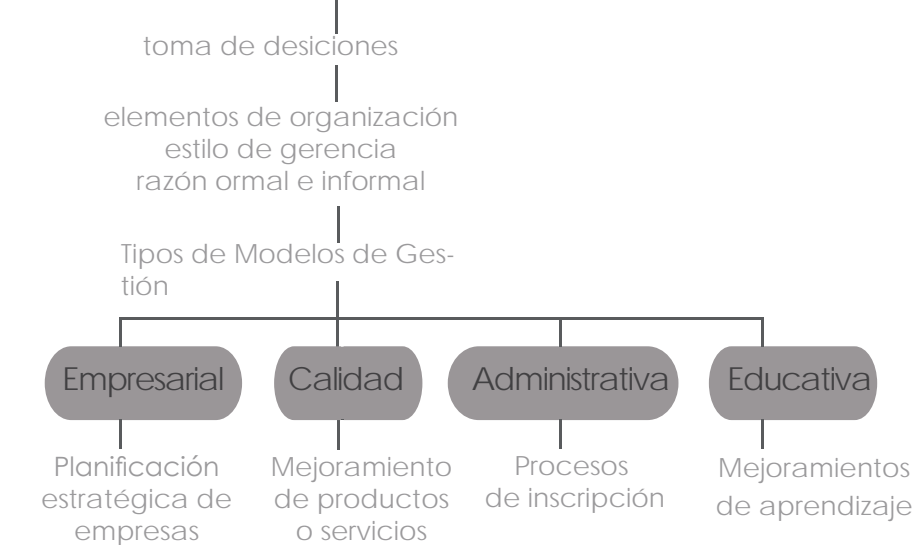 toma de desiciones
elementos de organización
estilo de gerencia
razón ormal e informal
Tipos de Modelos de Ges-
tión
Empresarial
Calidad
Administrativa
Educativa
Planificación
estratégica de
empresas
Mejoramiento
de productos
o servicios
Procesos
de inscripción
Mejoramientos
de aprendizaje